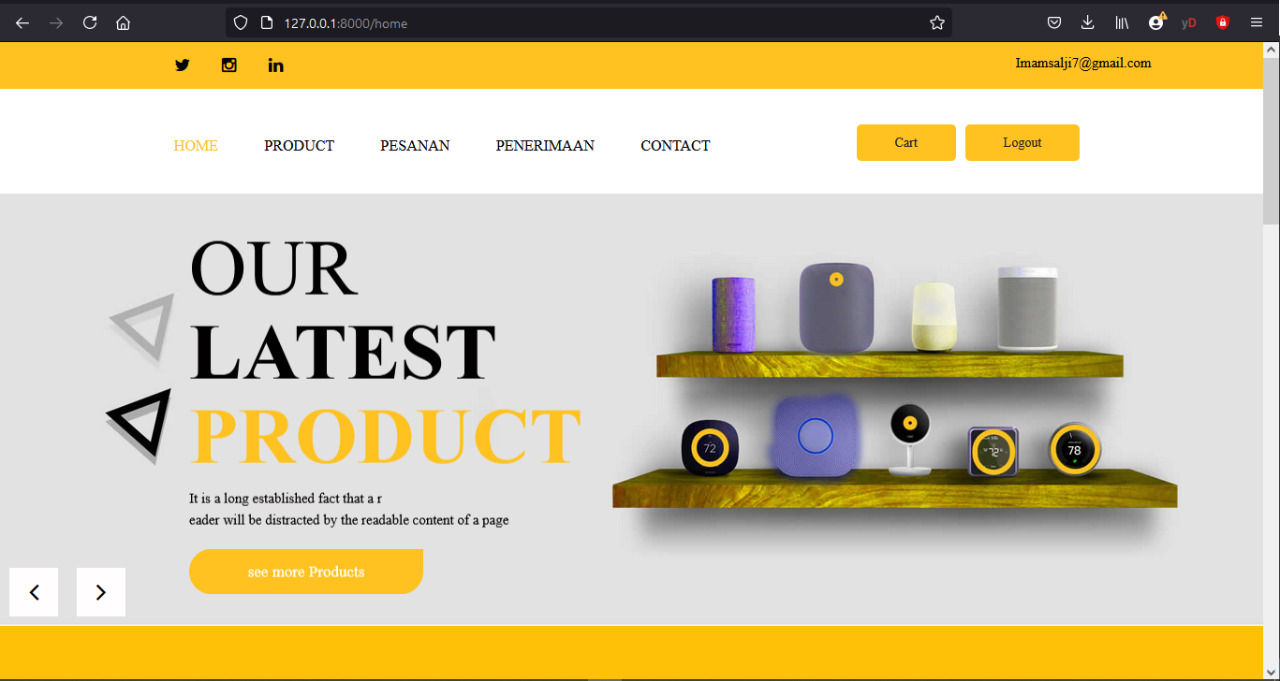 127.0.0.1:8000/home
yD
Imamsalji7@gmail.com
HOME PRODUCT PESANAN PENERIMAAN CONTACT Cart Logout
OUR
LATEST
PRODUCT
It is a long established fact that a r
eader will be distracted by the readable content of a page
see more Products
72
72
78